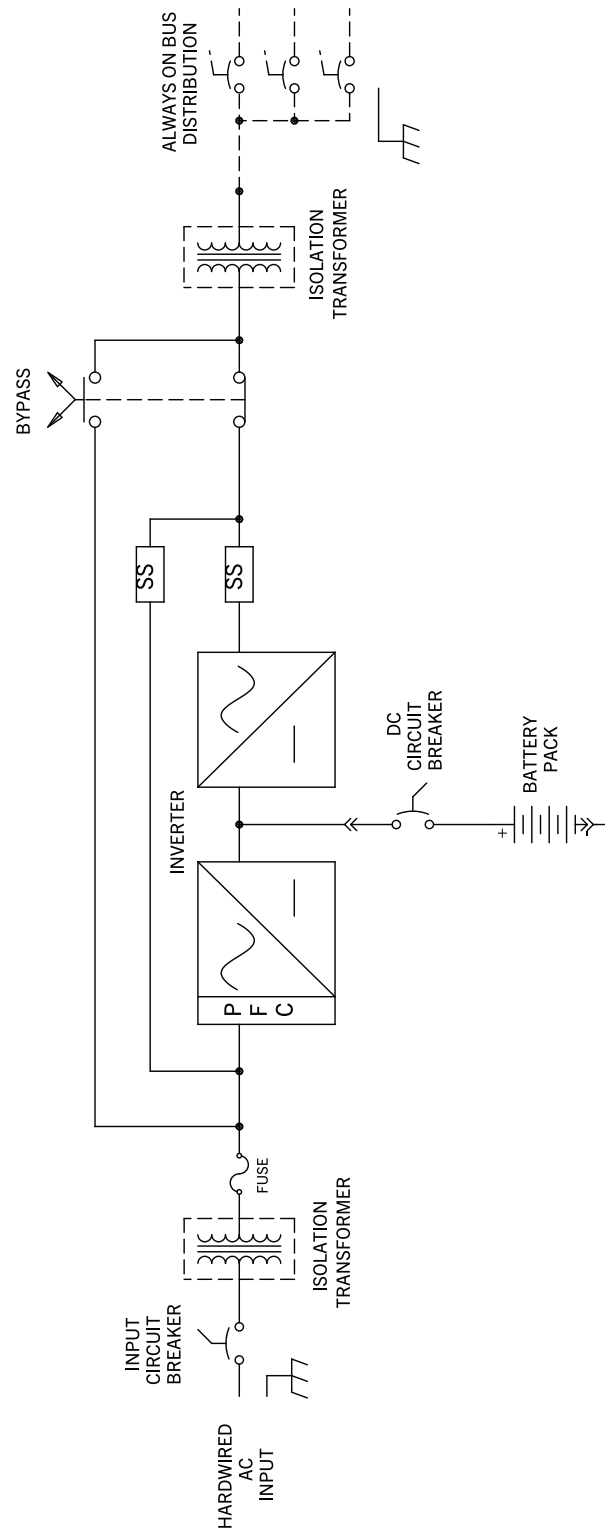 HARDWIRED
AC
INPUT
INPUT
CIRCUIT
BREAKER
ISOLATION
TRANSFORMER
FUSE
P
F
C
INVERTER
DC
CIRCUIT
BREAKER
+
BATTERY
PACK
-
SS
SS
BYPASS
ISOLATION
TRANSFORMER
ALWAYS ON BUS
DISTRIBUTION